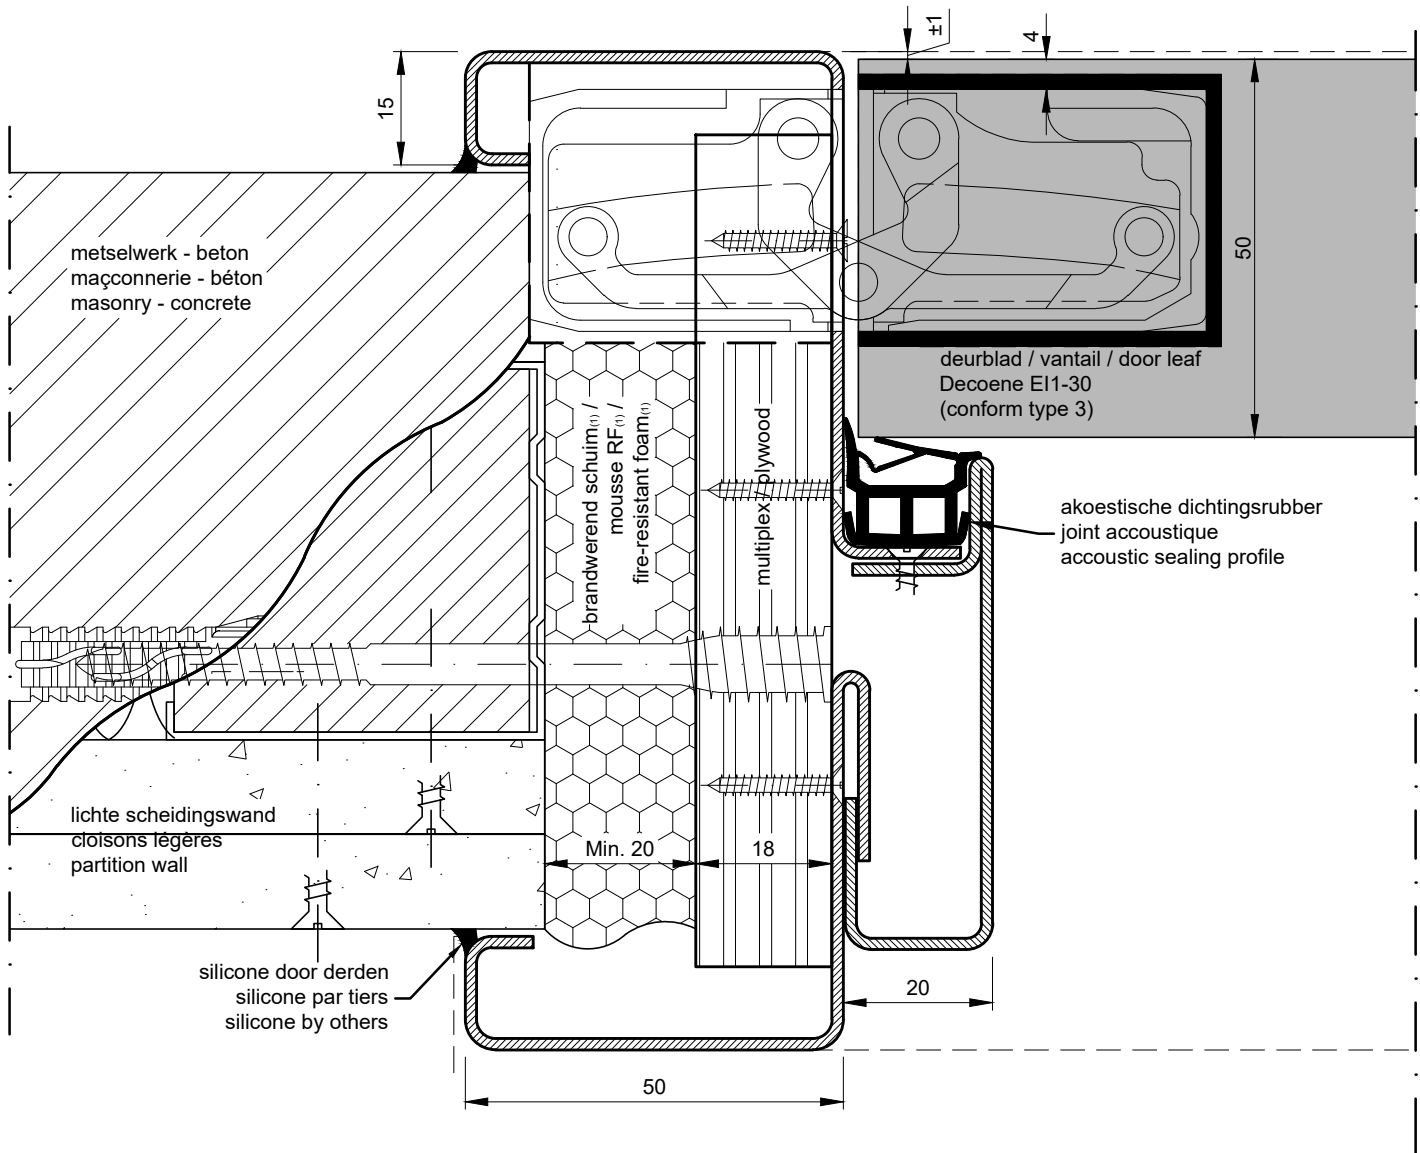 ±1
4
15
metselwerk - beton
maçconnerie - béton
masonry - concrete
50
deurblad / vantail / door leaf
Decoene EI1-30
(conform type 3)
brandwerend schuim(1) /
mousse RF(1) /
fire-resistant foam(1)
multiplex / plywood
akoestische dichtingsrubber
joint accoustique
accoustic sealing profile
lichte scheidingswand
cloisons légères
partition wall
Min. 20
18
silicone door derden
silicone par tiers
silicone by others
20
50